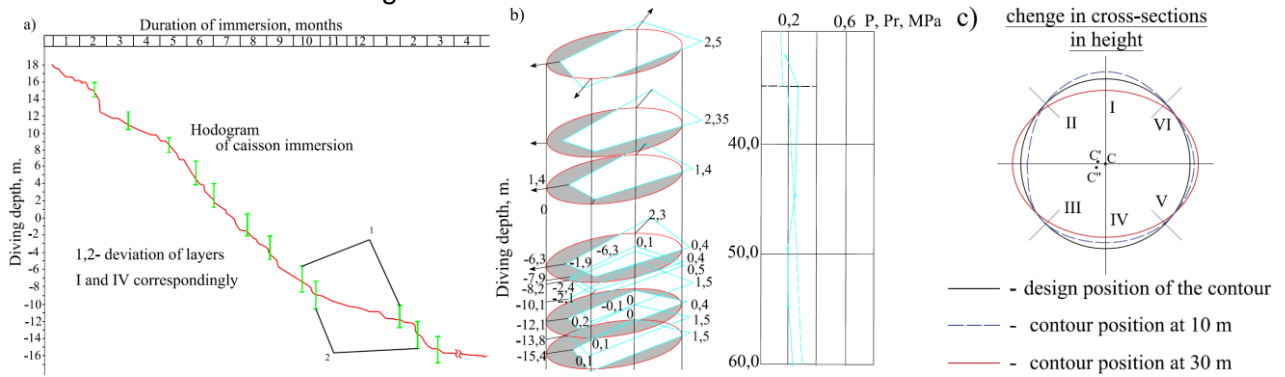 a)
Duration of immersion, months
1 2 3 4 5 6 7 8 9 10 11 12 1 2 3 4
Diving depth, m.
18
16
14
12
10
8
6
4
2
0
-2
-4
-6
-8
-10
-12
-14
-16
Hodogram
of caisson immersion
1,2- deviation of layers
I and IV correspondingly
1
2
b)
Diving depth, m.
2,5
2,35
1,4
1,4
0
2,3
-6,3
0,1
0,4
-6,3
-1,9
0,4
-7,9
0,5
-8,2
-2,4
1,5
-10,1
-2,1
-0,1
0
0,4
-12,1
0,2
0
1,5
-13,8
0,1
1,5
-15,4
0,1
0,2
0,6
P, Pr, MPa
40,0
50,0
60,0
c)
chenge in cross-sections
in height
I
II
VI
C'
C
C"
III
V
IV
- design position of the contour
- contour position at 10 m
- contour position at 30 m